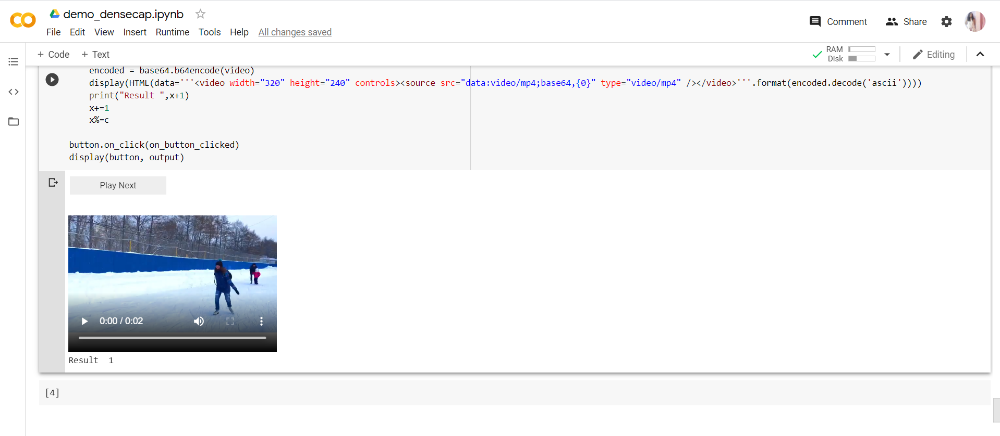 demo_densecap.ipynb
File Edit View Insert Runtime Tools Help All changes saved
Comment Share
+ Code + Text
RAM
Disk
Editing
encoded = base64.b64encode(video)
display(HTML(data='''<video width="320" height="240" controls><source src="data:video/mp4;base64,{0}" type="video/mp4" /></video>'''.format(encoded.decode('ascii'))))
print("Result ",x+1)
x+=1
x%=c
button.on_click(on_button_clicked)
display(button, output)
Play Next
0:00 / 0:02
Result 1
[4]